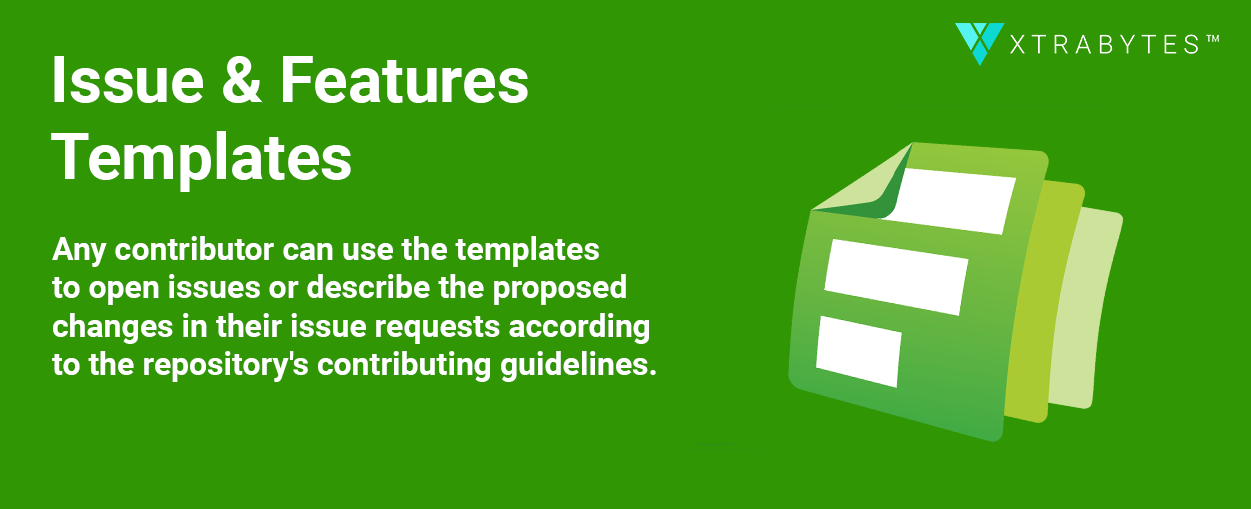 XTRABYTES™
Issue & Features
Templates
Any contributor can use the templates
to open issues or describe the proposed
changes in their issue requests according
to the repository's contributing guidelines.